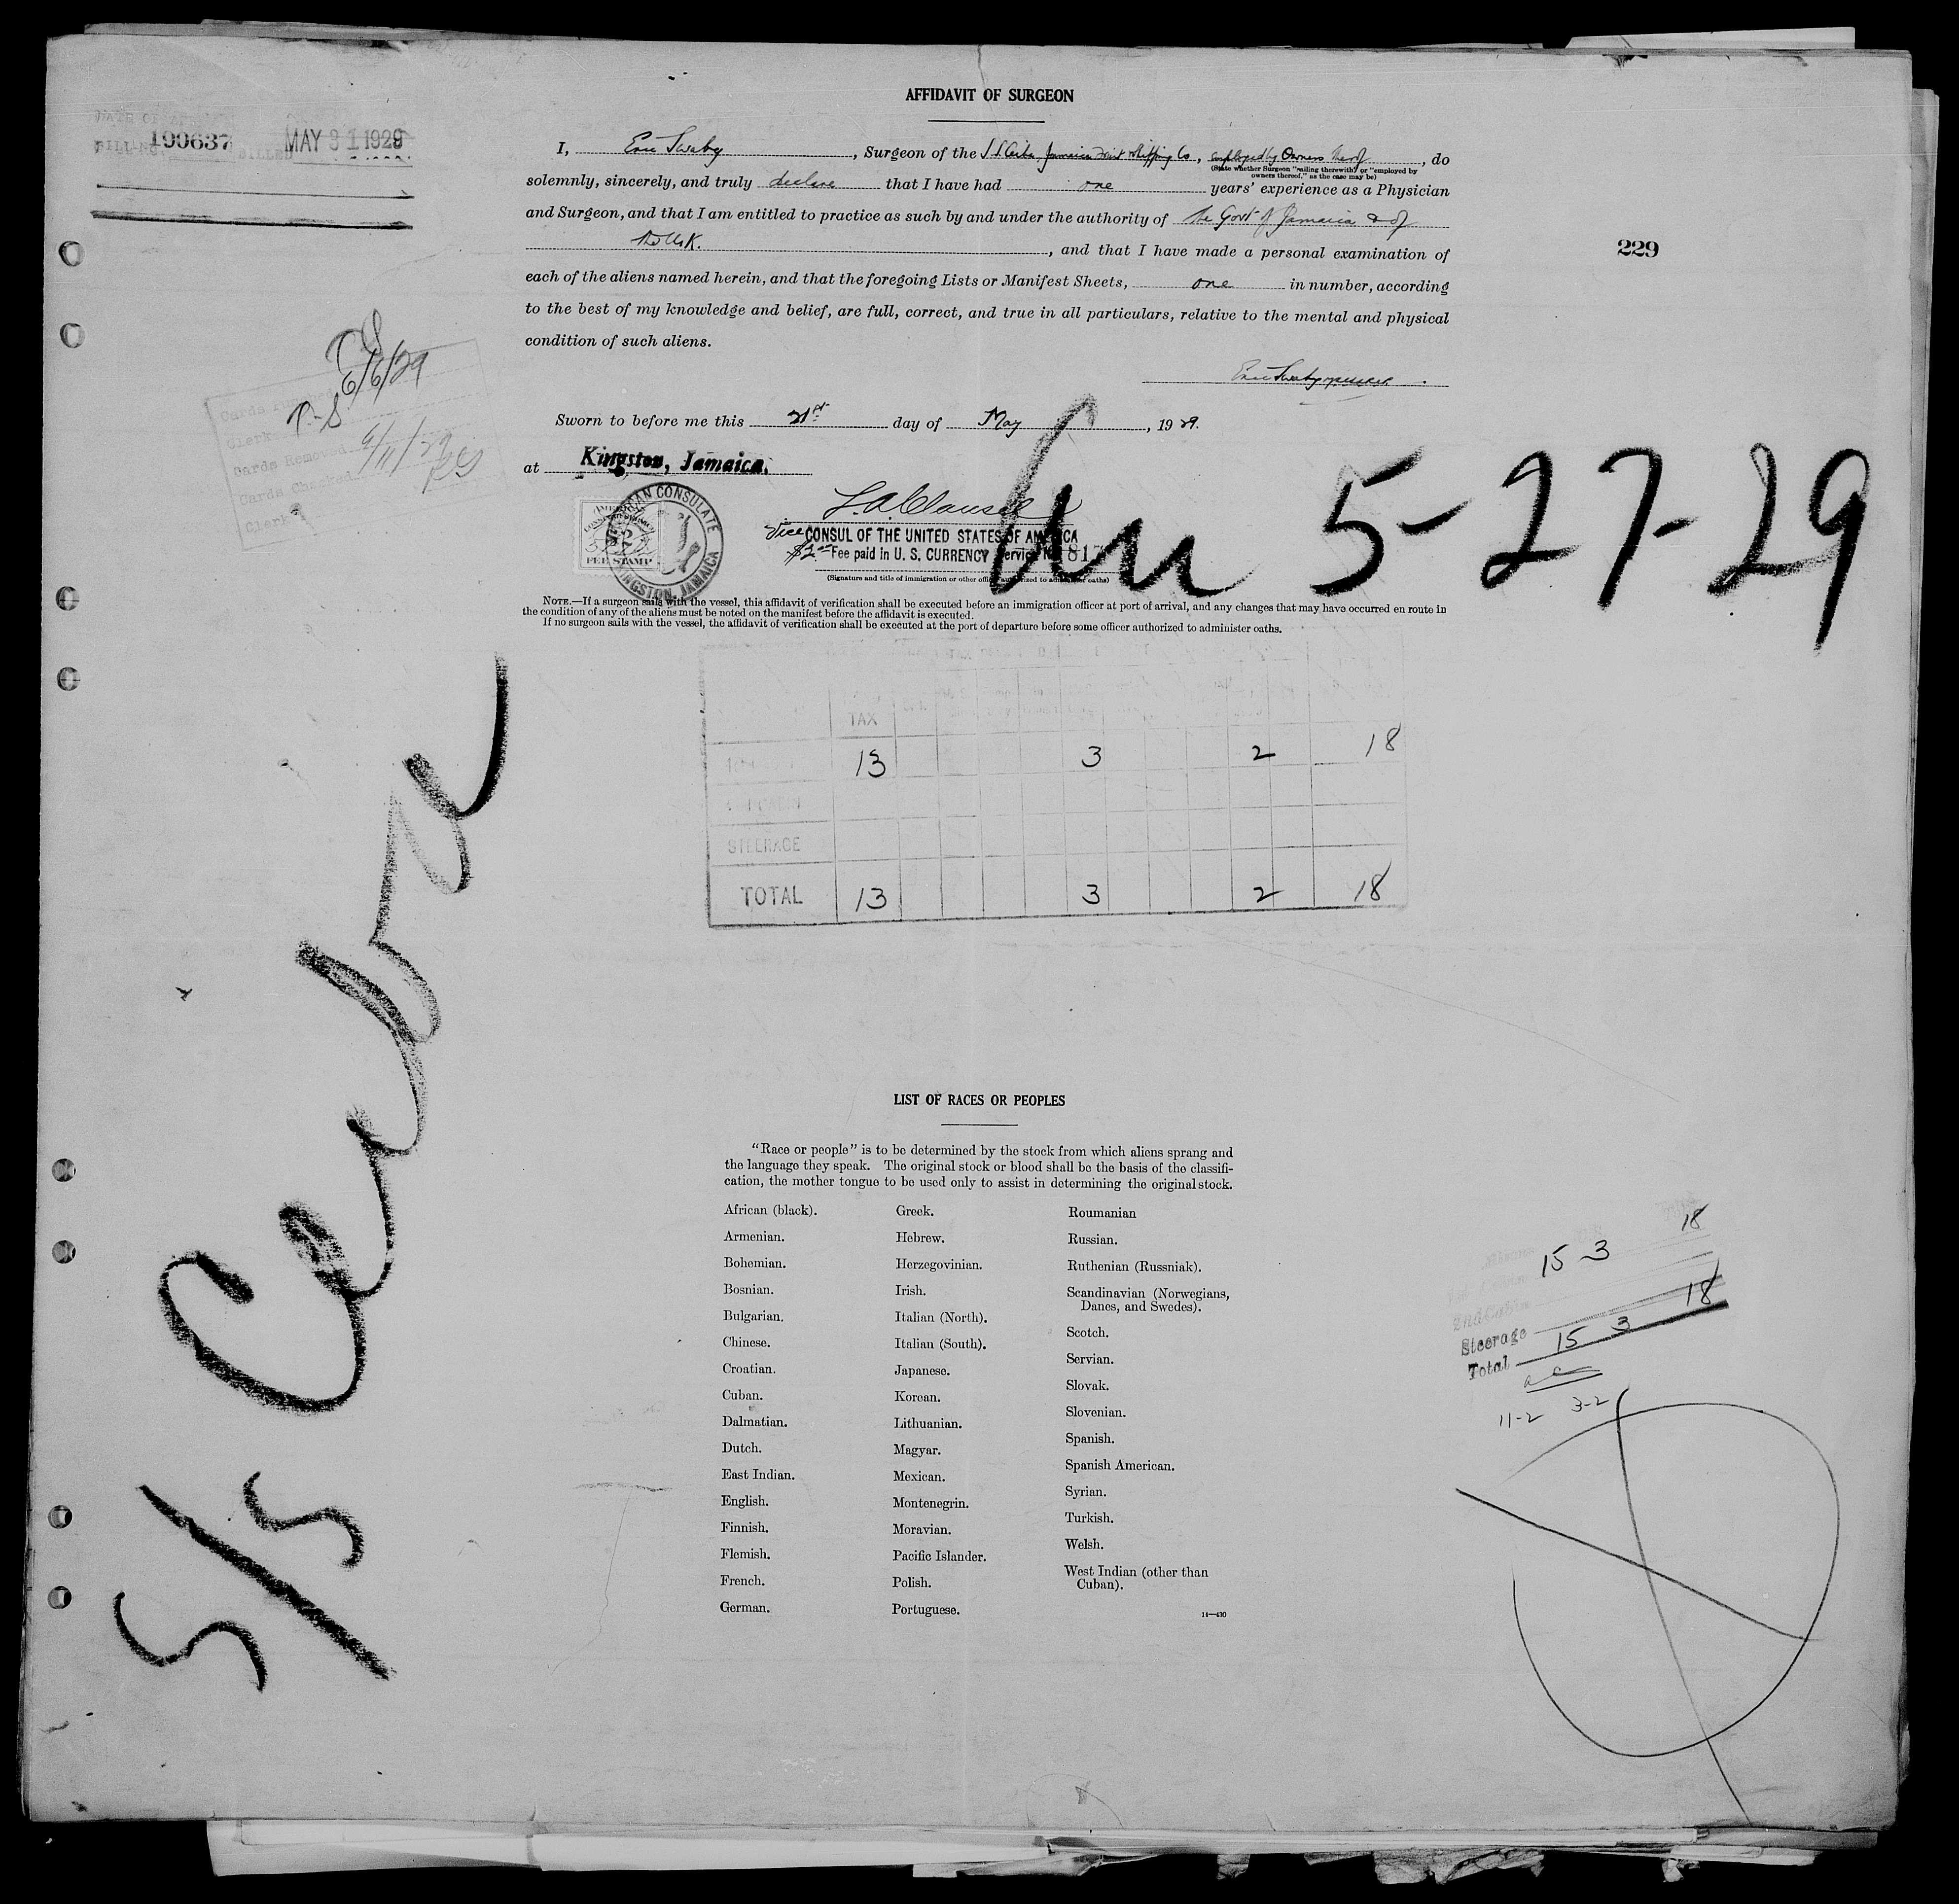 AFFIDAVIT OF SURGEON
190637 MAY 31 1929
I, Eric Swaby, Surgeon of the S.S. Jamaica Fruit Shipping Co, employed by Owners thereof, do
(State whether Surgeon "sailing therewith" or "employed by
owners thereof," as the case may be)
solemnly, sincerely, and truly declare that I have had one years' experience as a Physician
and Surgeon, and that I am entitled to practice as such by and under the authority of the Govt of Jamaica & of
the U.K., and that I have made a personal examination of
229
each of the aliens named herein, and that the foregoing Lists or Manifest Sheets, one in number, according
to the best of my knowledge and belief, are full, correct, and true in all particulars, relative to the mental and physical
condition of such aliens.
Eric Swaby
6/6/29
Clerk
Cards Removed
Cards Checked
Clerk
Sworn to before me this 21st day of May, 1929.
at Kingston, Jamaica.
Arr 5-27-29
AMERICAN CONSULATE
KINGSTON, JAMAICA
FEE STAMP
Vice CONSUL OF THE UNITED STATES OF AMERICA
$2.00 Fee paid in U. S. CURRENCY Service No. 817
(Signature and title of immigration or other officer authorized to administer oaths)
NOTE.—If a surgeon sails with the vessel, this affidavit of verification shall be executed before an immigration officer at port of arrival, and any changes that may have occurred en route in
the condition of any of the aliens must be noted on the manifest before the affidavit is executed.
If no surgeon sails with the vessel, the affidavit of verification shall be executed at the port of departure before some officer authorized to administer oaths.
TAX
13 3 2 18
STEERAGE
TOTAL 13 3 2 18
S/S
LIST OF RACES OR PEOPLES
"Race or people" is to be determined by the stock from which aliens sprang and
the language they speak. The original stock or blood shall be the basis of the classifi-
cation, the mother tongue to be used only to assist in determining the original stock.
African (black).
Armenian.
Bohemian.
Bosnian.
Bulgarian.
Chinese.
Croatian.
Cuban.
Dalmatian.
Dutch.
East Indian.
English.
Finnish.
Flemish.
French.
German.
Greek.
Hebrew.
Herzegovinian.
Irish.
Italian (North).
Italian (South).
Japanese.
Korean.
Lithuanian.
Magyar.
Mexican.
Montenegrin.
Moravian.
Pacific Islander.
Polish.
Portuguese.
Roumanian
Russian.
Ruthenian (Russniak).
Scandinavian (Norwegians,
Danes, and Swedes).
Scotch.
Servian.
Slovak.
Slovenian.
Spanish.
Spanish American.
Syrian.
Turkish.
Welsh.
West Indian (other than
Cuban).
14—430
15 3 18
2nd Cabin
Steerage
Total 15 3 18
11-2 3-2